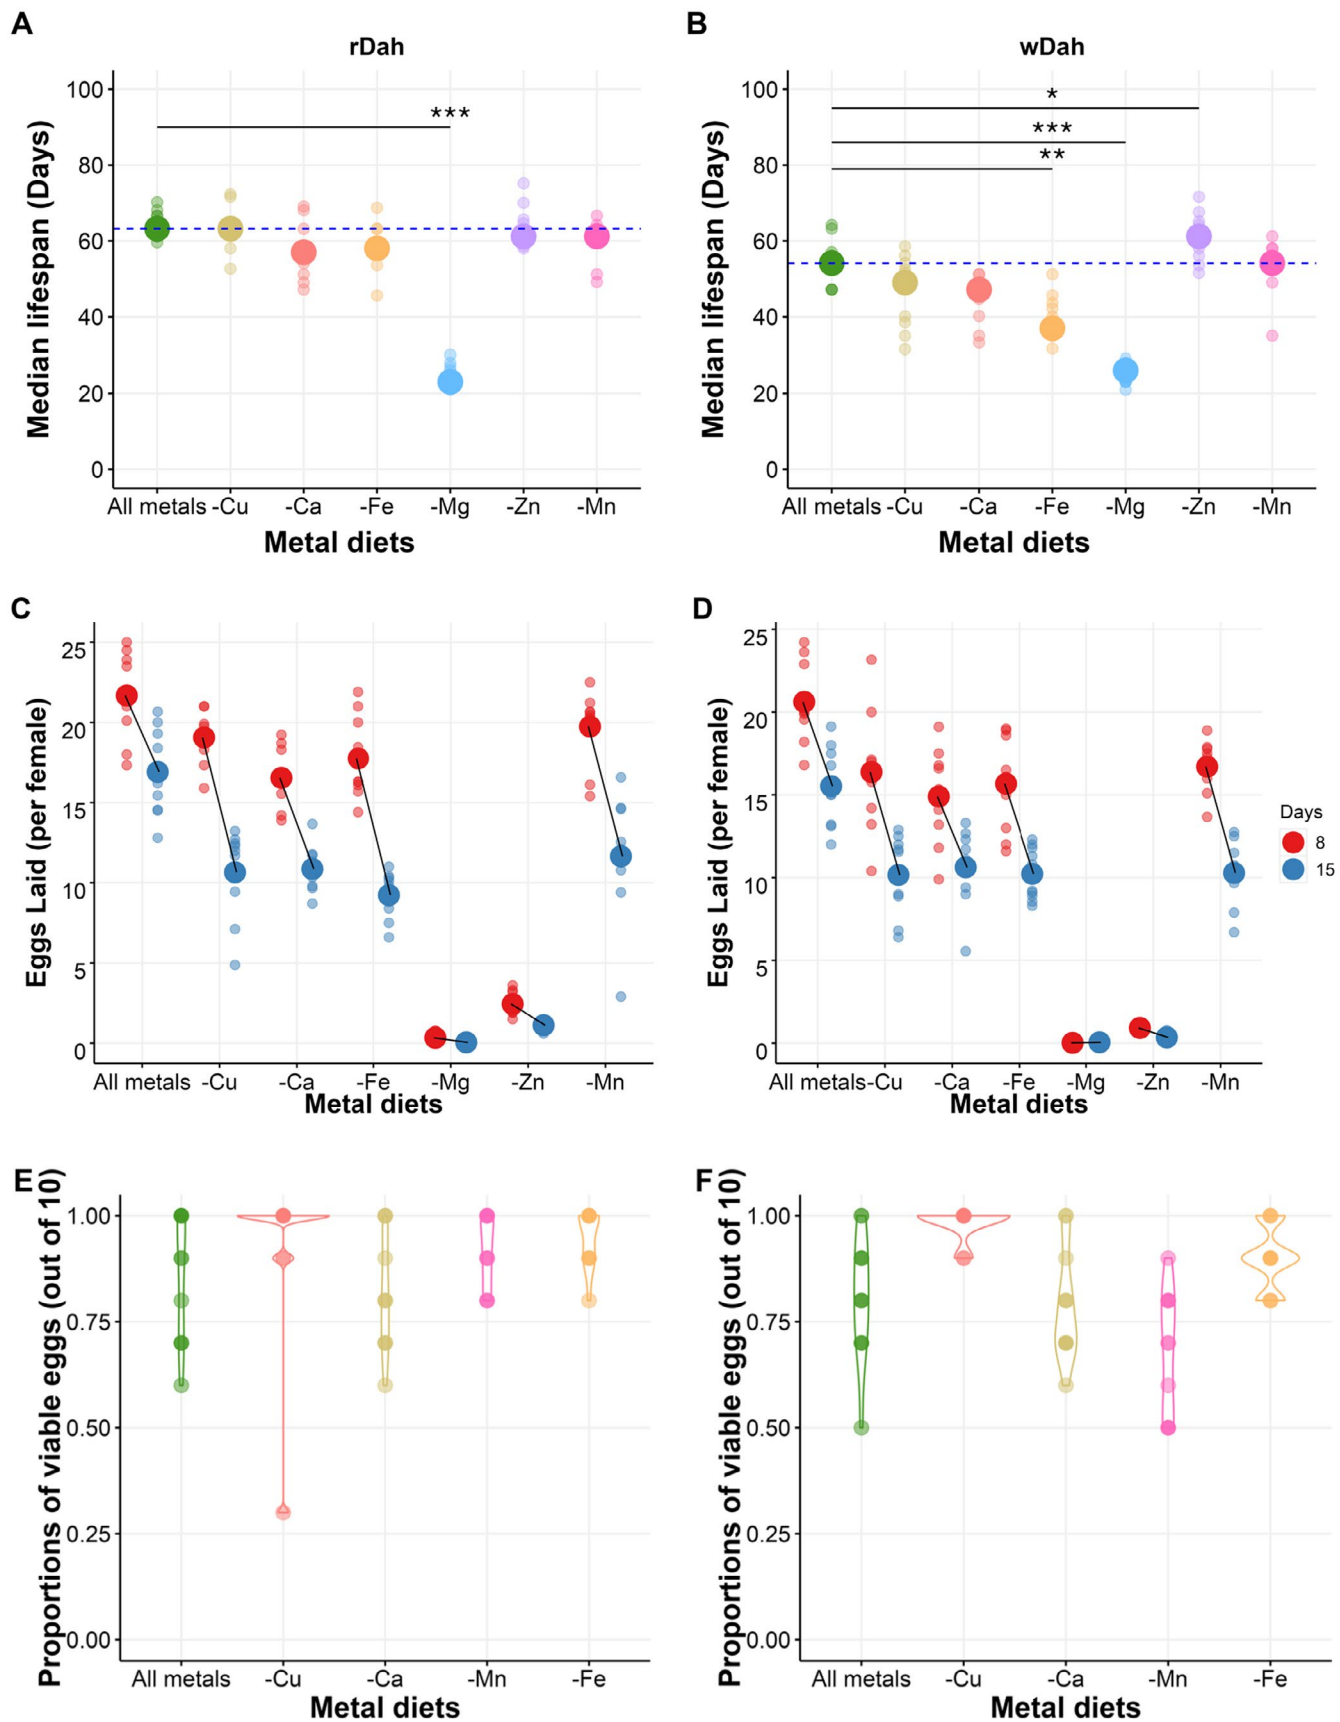 A
rDah
Median lifespan (Days)
100
80
60
40
20
0
***
All metals -Cu -Ca -Fe -Mg -Zn -Mn
Metal diets
B
wDah
Median lifespan (Days)
100
80
60
40
20
0
*
***
**
All metals -Cu -Ca -Fe -Mg -Zn -Mn
Metal diets
C
Eggs Laid (per female)
25
20
15
10
5
0
All metals -Cu -Ca -Fe -Mg -Zn -Mn
Metal diets
D
Eggs Laid (per female)
25
20
15
10
5
0
All metals -Cu -Ca -Fe -Mg -Zn -Mn
Metal diets
Days
8
15
E
Proportions of viable eggs (out of 10)
1.00
0.75
0.50
0.25
0.00
All metals -Cu -Ca -Mn -Fe
Metal diets
F
Proportions of viable eggs (out of 10)
1.00
0.75
0.50
0.25
0.00
All metals -Cu -Ca -Mn -Fe
Metal diets